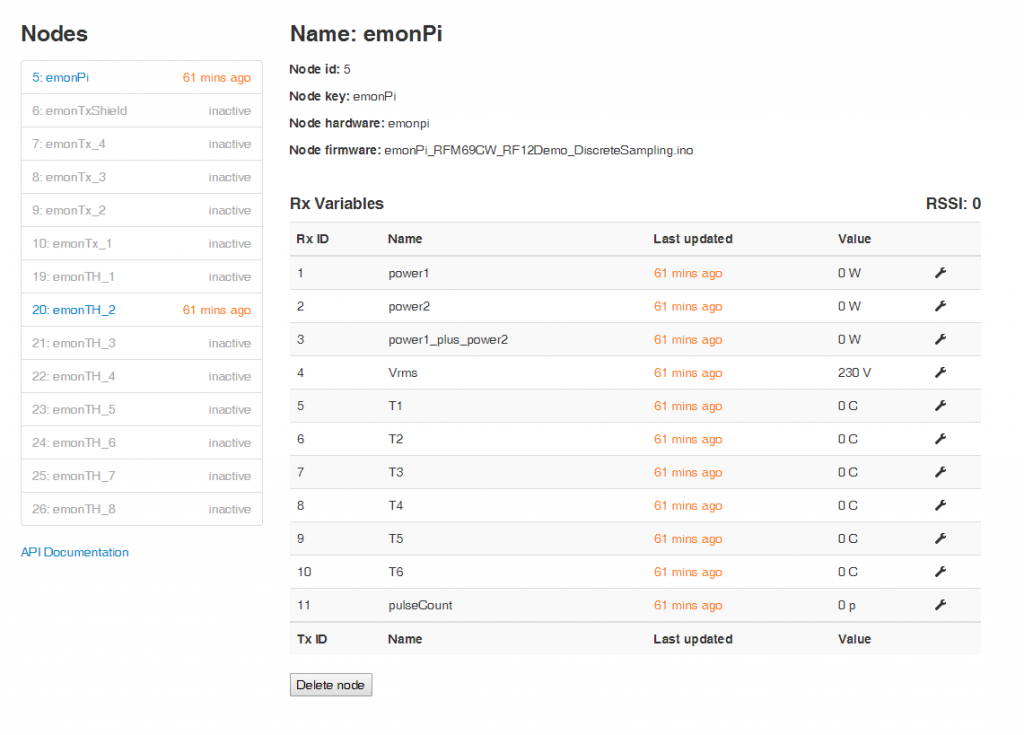 Nodes
5: emonPi 61 mins ago
6: emonTxShield inactive
7: emonTx_4 inactive
8: emonTx_3 inactive
9: emonTx_2 inactive
10: emonTx_1 inactive
19: emonTH_1 inactive
20: emonTH_2 61 mins ago
21: emonTH_3 inactive
22: emonTH_4 inactive
23: emonTH_5 inactive
24: emonTH_6 inactive
25: emonTH_7 inactive
26: emonTH_8 inactive
API Documentation
Name: emonPi
Node id: 5
Node key: emonPi
Node hardware: emonpi
Node firmware: emonPi_RFM69CW_RF12Demo_DiscreteSampling.ino
Rx Variables RSSI: 0
Rx ID Name Last updated Value
1 power1 61 mins ago 0 W
2 power2 61 mins ago 0 W
3 power1_plus_power2 61 mins ago 0 W
4 Vrms 61 mins ago 230 V
5 T1 61 mins ago 0 C
6 T2 61 mins ago 0 C
7 T3 61 mins ago 0 C
8 T4 61 mins ago 0 C
9 T5 61 mins ago 0 C
10 T6 61 mins ago 0 C
11 pulseCount 61 mins ago 0 p
Tx ID Name Last updated Value
Delete node